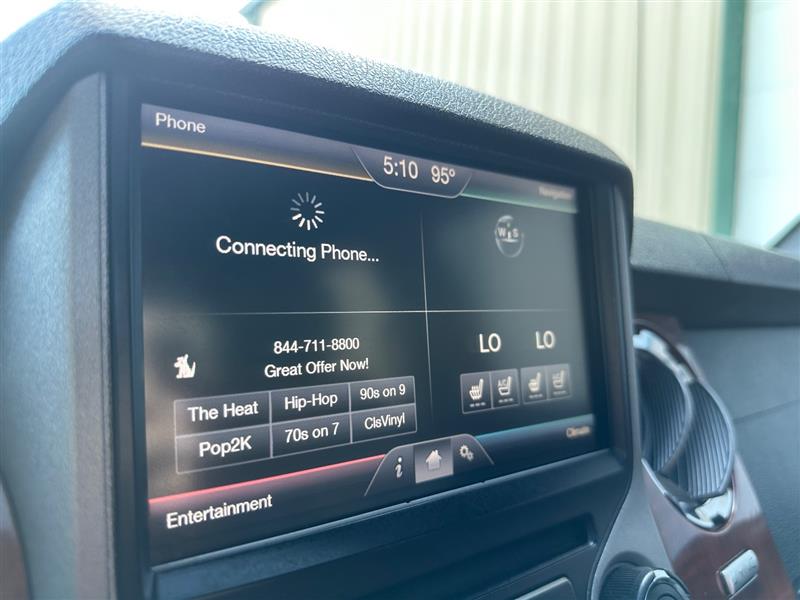 Phone
5:10 95°
Navigation
Connecting Phone...
W S
844-711-8800
Great Offer Now!
LO LO
The Heat Hip-Hop 90s on 9
Pop2K 70s on 7 ClsVinyl
A/C A/C
i
Climate
Entertainment